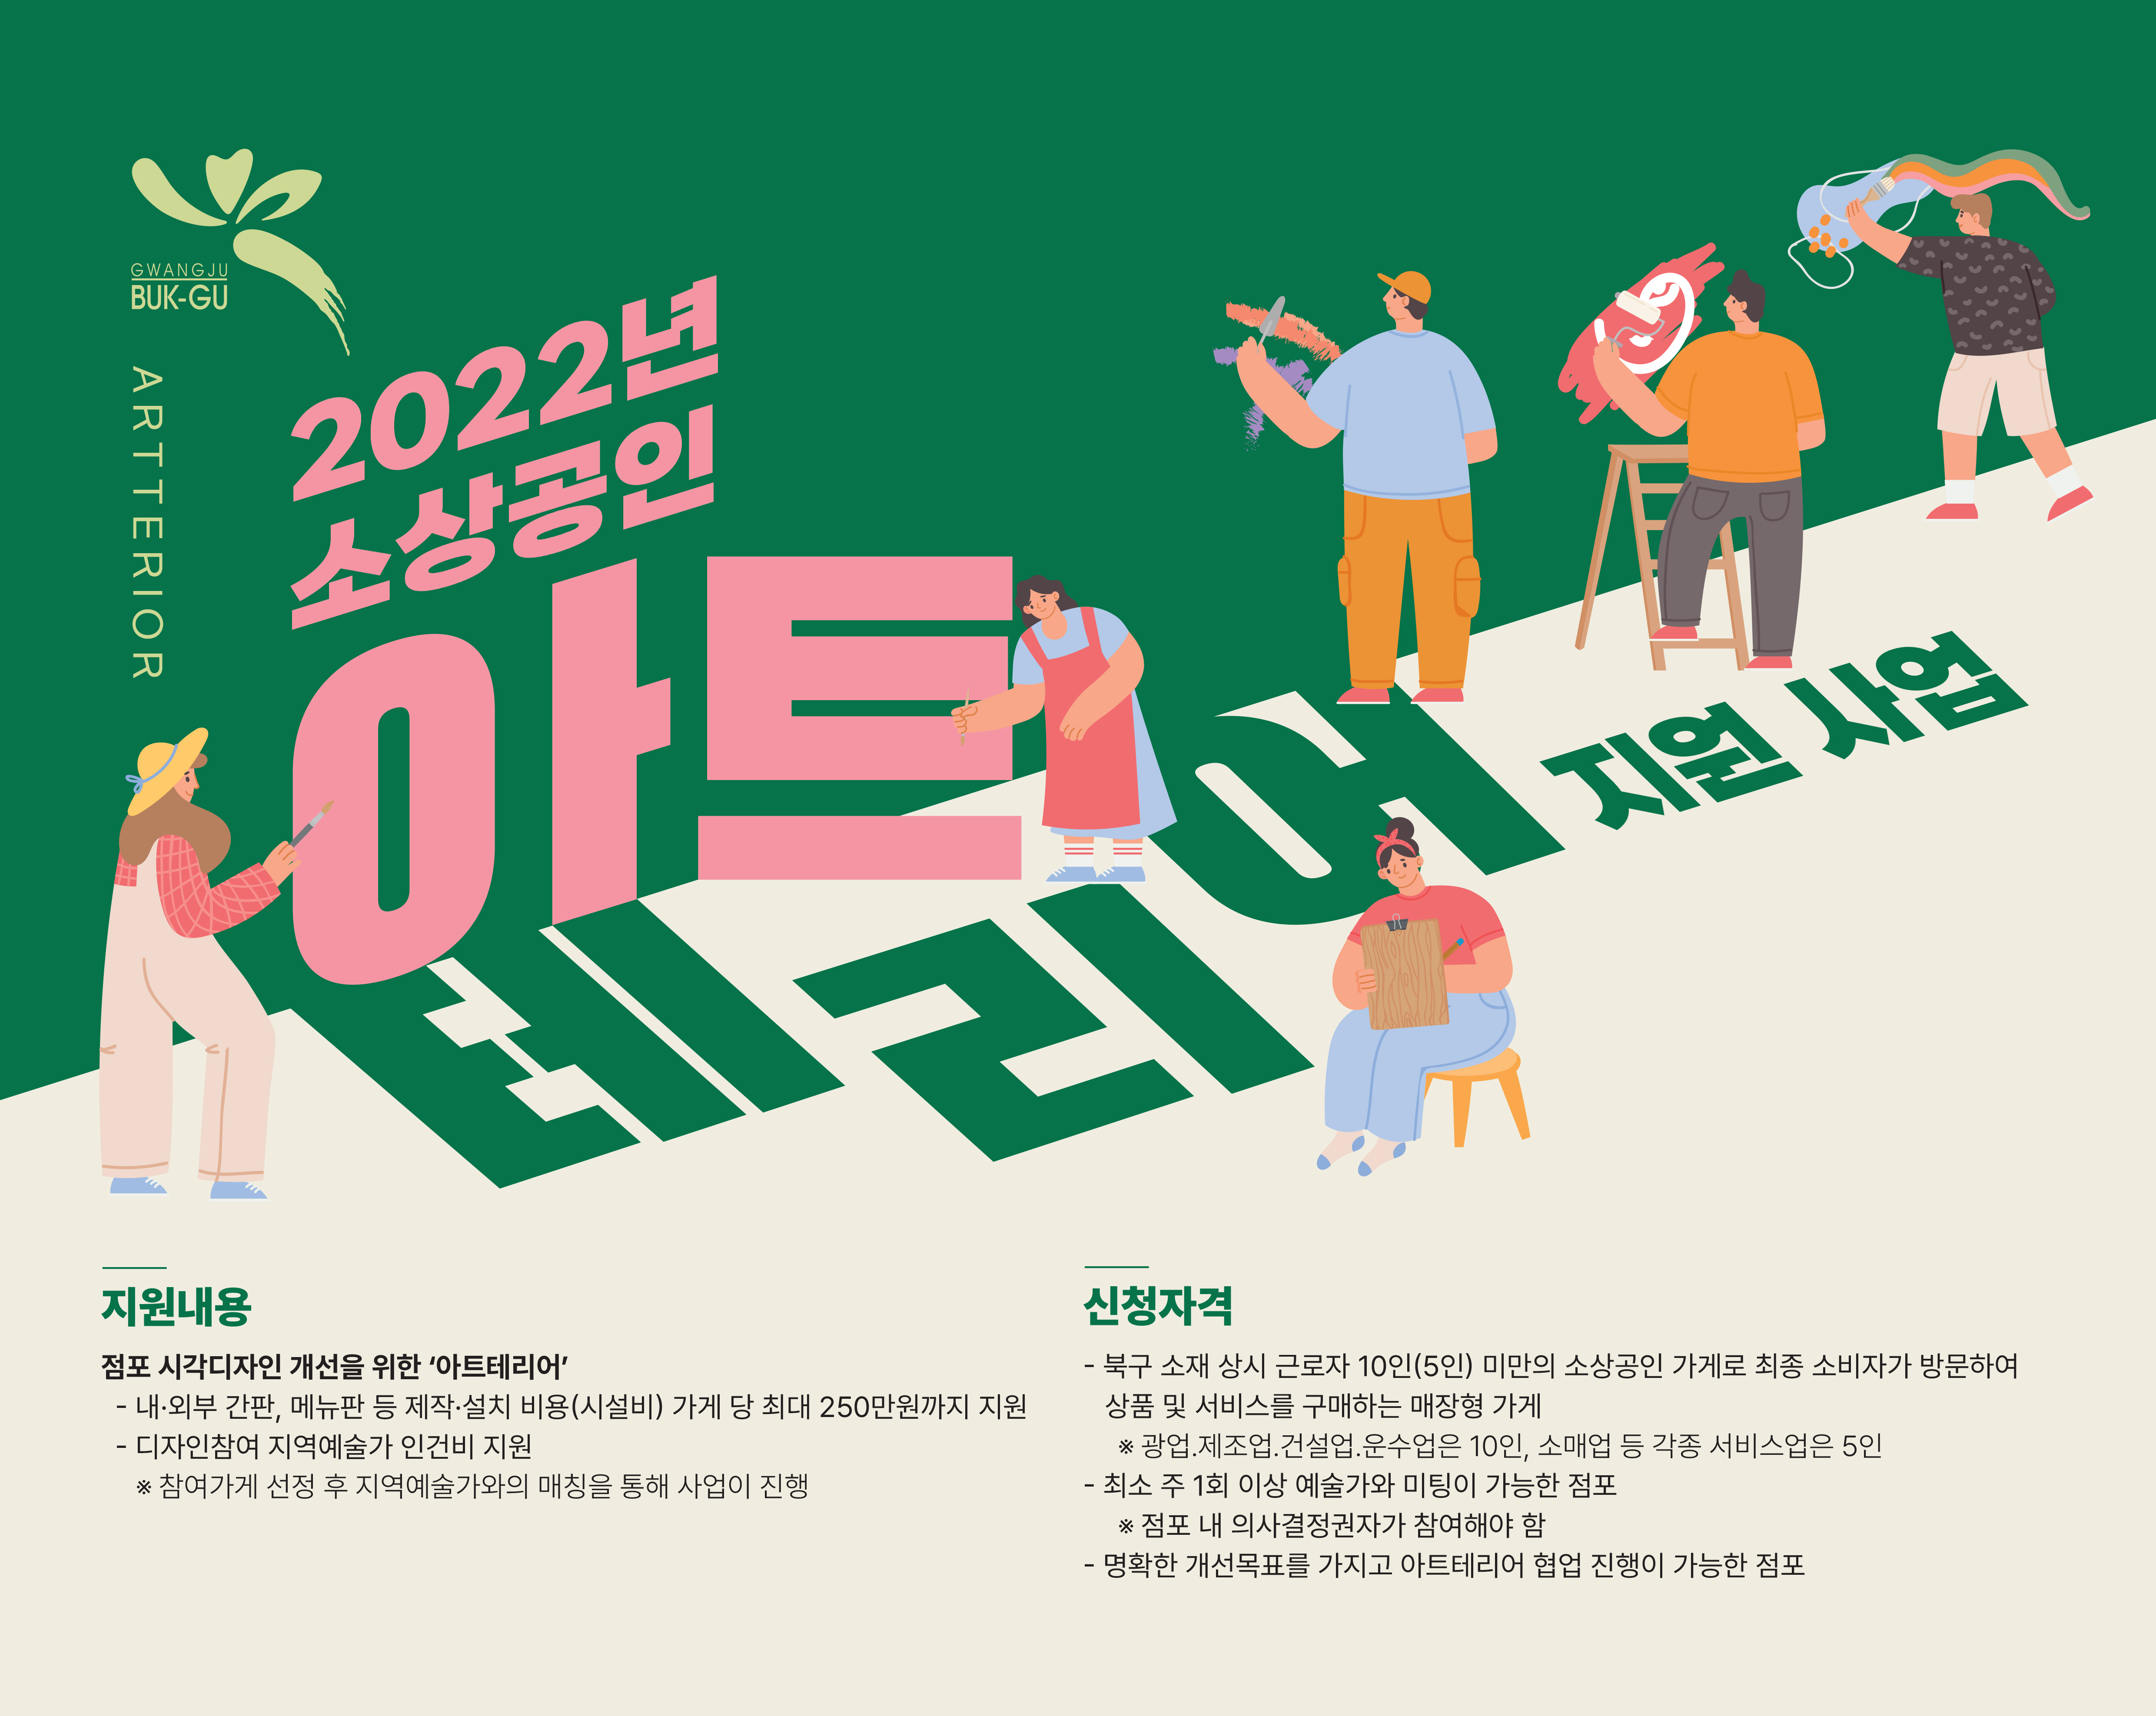 GWANGJU
BUK-GU
ARTTERIOR
2022년
소상공인
아트
테리어
지원 사업
지원내용
점포 시각디자인 개선을 위한 ‘아트테리어’
- 내·외부 간판, 메뉴판 등 제작·설치 비용(시설비) 가게 당 최대 250만원까지 지원
- 디자인참여 지역예술가 인건비 지원
※ 참여가게 선정 후 지역예술가와의 매칭을 통해 사업이 진행
신청자격
- 북구 소재 상시 근로자 10인(5인) 미만의 소상공인 가게로 최종 소비자가 방문하여
상품 및 서비스를 구매하는 매장형 가게
※ 광업.제조업.건설업.운수업은 10인, 소매업 등 각종 서비스업은 5인
- 최소 주 1회 이상 예술가와 미팅이 가능한 점포
※ 점포 내 의사결정권자가 참여해야 함
- 명확한 개선목표를 가지고 아트테리어 협업 진행이 가능한 점포